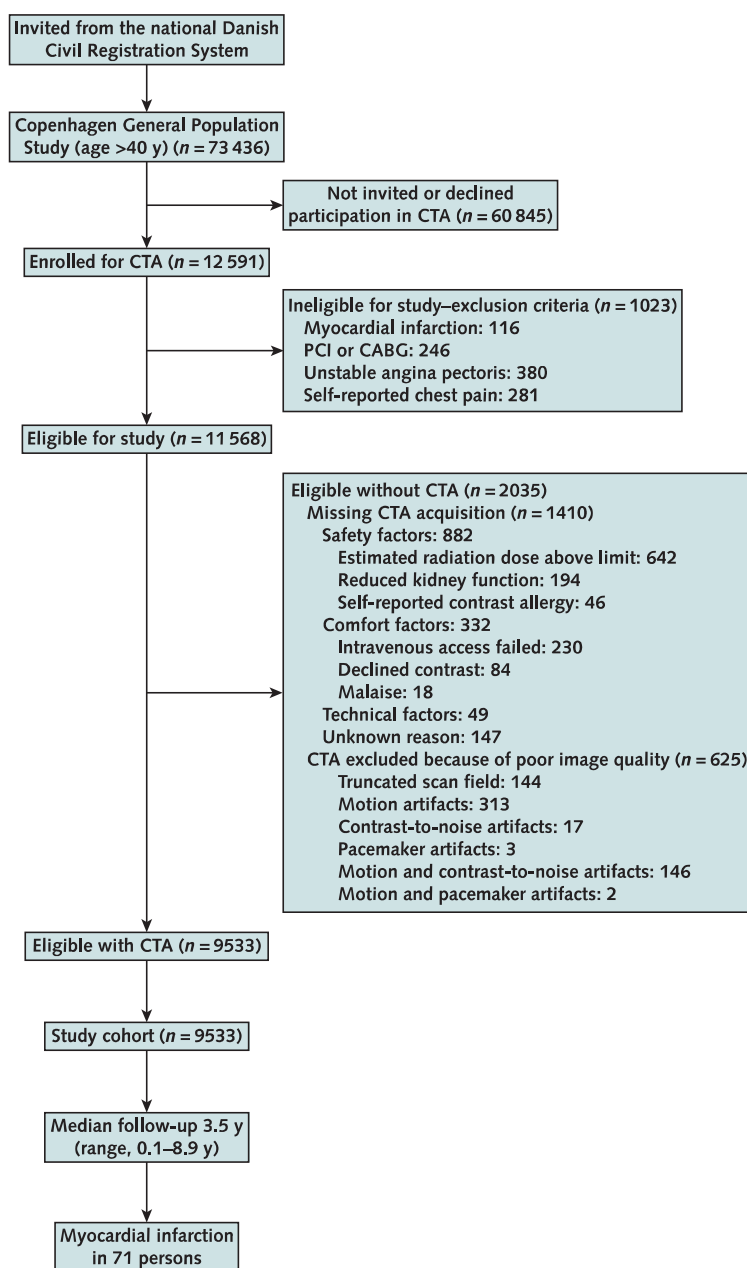 Invited from the national Danish
Civil Registration System
Copenhagen General Population
Study (age >40 y) (n = 73 436)
Not invited or declined
participation in CTA (n = 60 845)
Enrolled for CTA (n = 12 591)
Ineligible for study–exclusion criteria (n = 1023)
Myocardial infarction: 116
PCI or CABG: 246
Unstable angina pectoris: 380
Self-reported chest pain: 281
Eligible for study (n = 11 568)
Eligible without CTA (n = 2035)
Missing CTA acquisition (n = 1410)
Safety factors: 882
Estimated radiation dose above limit: 642
Reduced kidney function: 194
Self-reported contrast allergy: 46
Comfort factors: 332
Intravenous access failed: 230
Declined contrast: 84
Malaise: 18
Technical factors: 49
Unknown reason: 147
CTA excluded because of poor image quality (n = 625)
Truncated scan field: 144
Motion artifacts: 313
Contrast-to-noise artifacts: 17
Pacemaker artifacts: 3
Motion and contrast-to-noise artifacts: 146
Motion and pacemaker artifacts: 2
Eligible with CTA (n = 9533)
Study cohort (n = 9533)
Median follow-up 3.5 y
(range, 0.1–8.9 y)
Myocardial infarction
in 71 persons